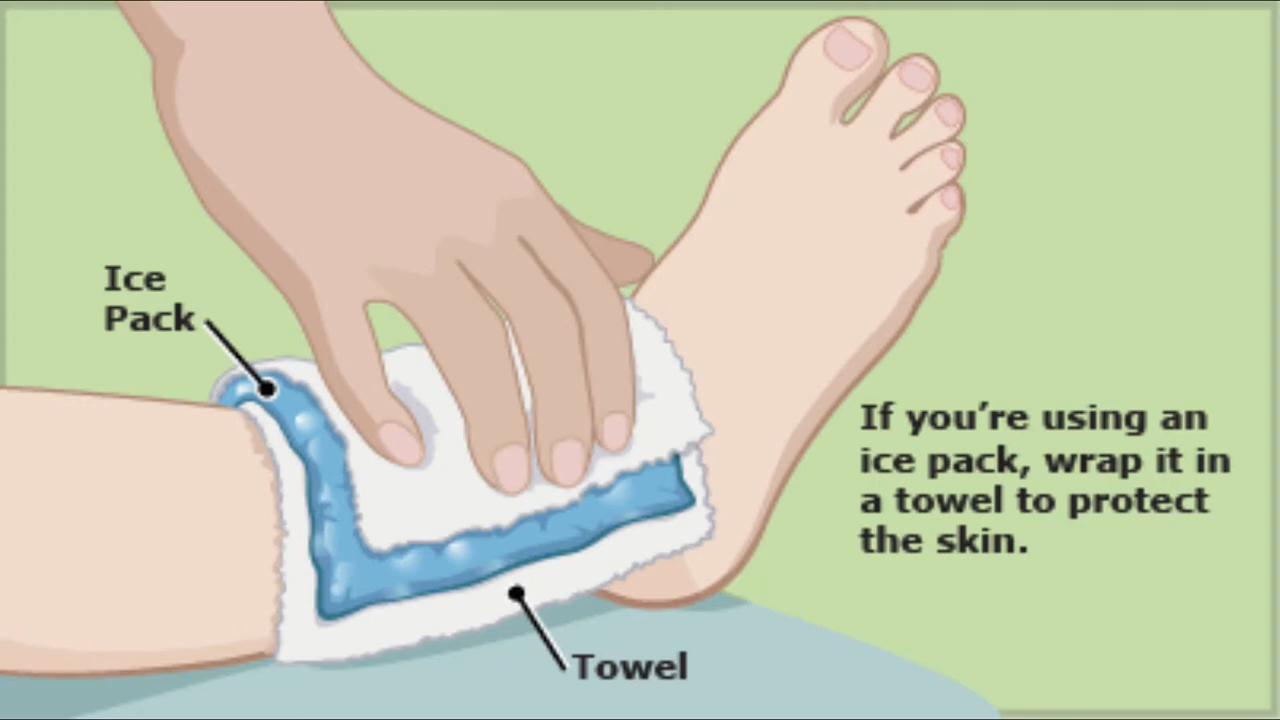 Ice
Pack
If you’re using an
ice pack, wrap it in
a towel to protect
the skin.
Towel